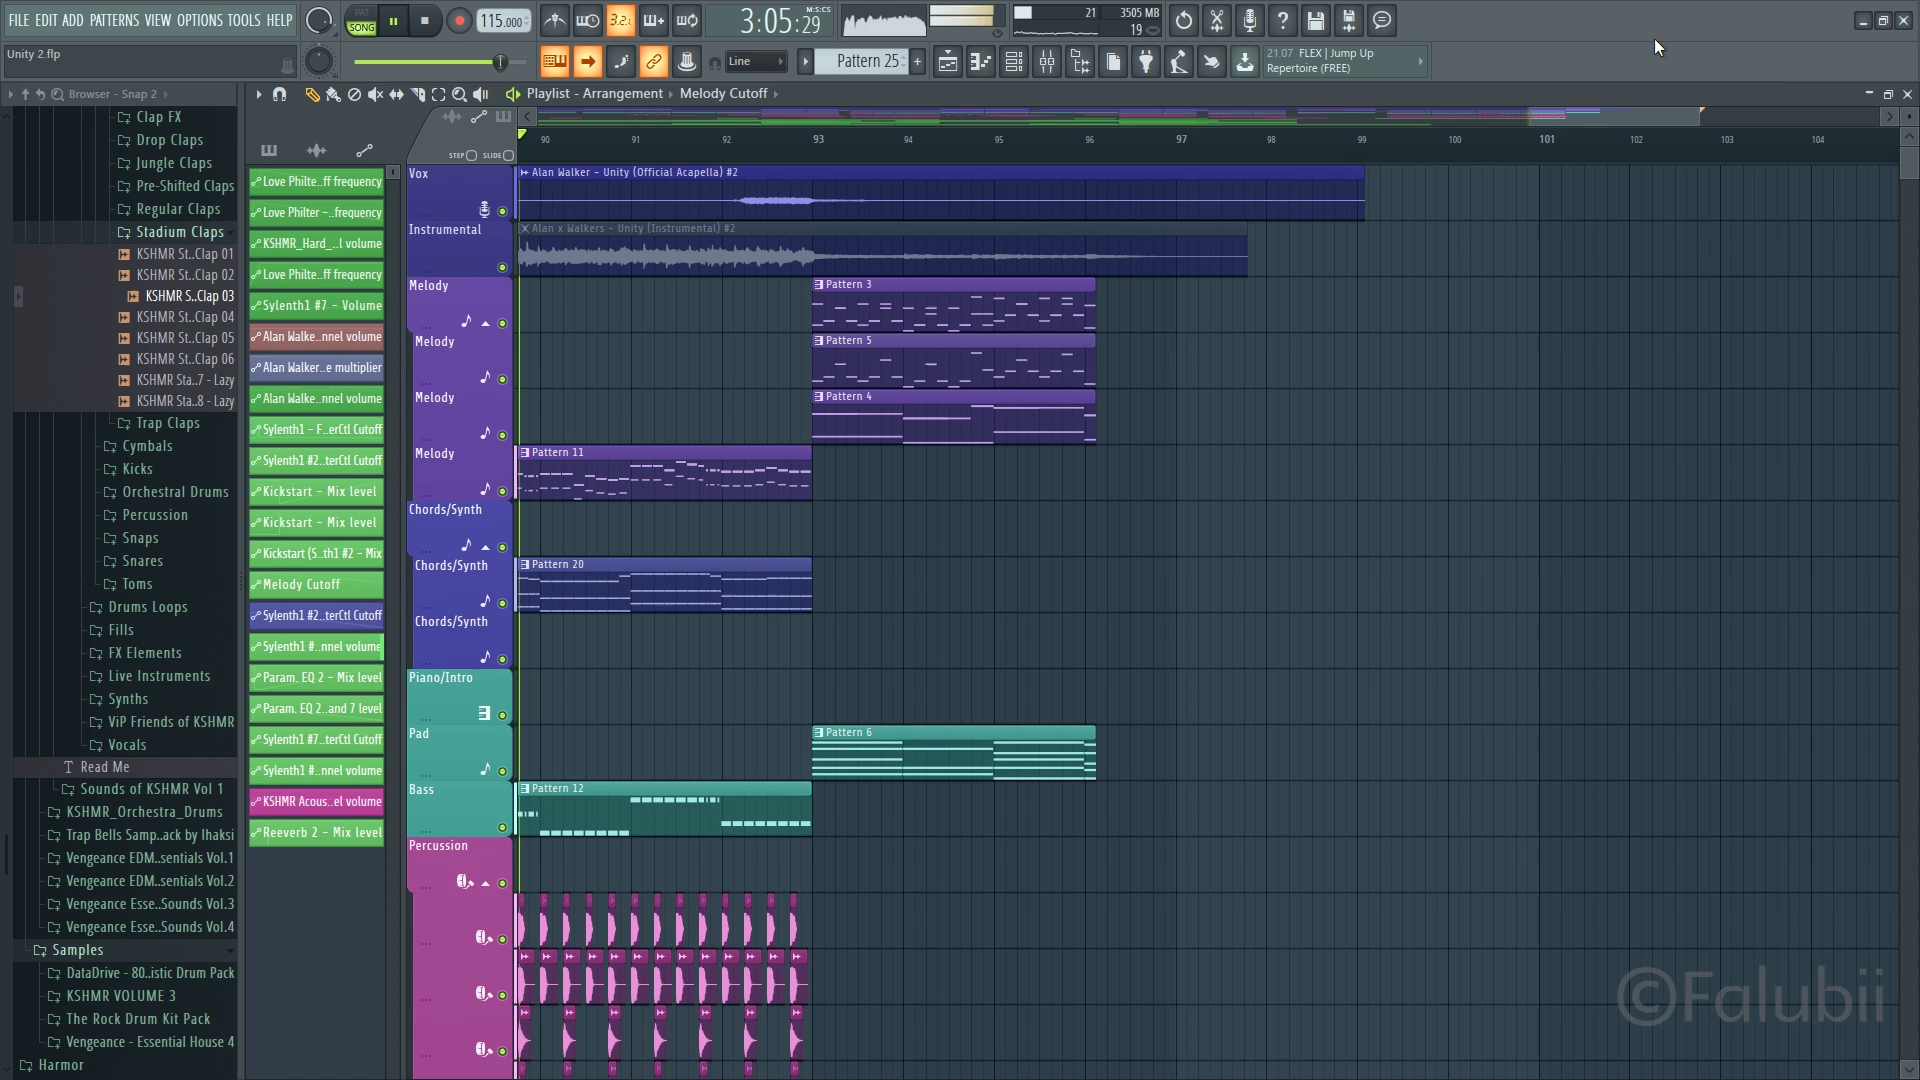 FILE EDIT ADD PATTERNS VIEW OPTIONS TOOLS HELP
PAT
SONG
115.000
3.2.
3:05:29
M:S:CS
21
3505 MB
19
Unity 2.flp
Line
Pattern 25
21.07 FLEX | Jump Up
Repertoire (FREE)
Browser - Snap 2
Playlist - Arrangement
Melody Cutoff
Clap FX
Drop Claps
Jungle Claps
Pre-Shifted Claps
Regular Claps
Stadium Claps
KSHMR St..Clap 01
KSHMR St..Clap 02
KSHMR S..Clap 03
KSHMR St..Clap 04
KSHMR St..Clap 05
KSHMR St..Clap 06
KSHMR Sta..7 - Lazy
KSHMR Sta..8 - Lazy
Trap Claps
Cymbals
Kicks
Orchestral Drums
Percussion
Snaps
Snares
Toms
Drums Loops
Fills
FX Elements
Live Instruments
Synths
ViP Friends of KSHMR
Vocals
Read Me
Sounds of KSHMR Vol 1
KSHMR_Orchestra_Drums
Trap Bells Samp..ack by Ihaksi
Vengeance EDM..sentials Vol.1
Vengeance EDM..sentials Vol.2
Vengeance Esse..Sounds Vol.3
Vengeance Esse..Sounds Vol.4
Samples
DataDrive - 80..istic Drum Pack
KSHMR VOLUME 3
The Rock Drum Kit Pack
Vengeance - Essential House 4
Harmor
Love Philte..ff frequency
Love Philter -..frequency
KSHMR_Hard_..l volume
Love Philte..ff frequency
Sylenth1 #7 - Volume
Alan Walke..nnel volume
Alan Walker..e multiplier
Alan Walke..nnel volume
Sylenth1 - F..erCtl Cutoff
Sylenth1 #2..terCtl Cutoff
Kickstart - Mix level
Kickstart - Mix level
Kickstart (S..th1 #2 - Mix
Melody Cutoff
Sylenth1 #2..terCtl Cutoff
Sylenth1 #..nnel volume
Param. EQ 2 - Mix level
Param. EQ 2..and 7 level
Sylenth1 #7..terCtl Cutoff
Sylenth1 #..nnel volume
KSHMR Acous..el volume
Reeverb 2 - Mix level
STEP
SLIDE
90 91 92 93 94 95 96 97 98 99 100 101 102 103 104
Vox
Alan Walker - Unity (Official Acapella) #2
Instrumental
Alan x Walkers - Unity (Instrumental) #2
Melody
Pattern 3
Melody
Pattern 5
Melody
Pattern 4
Melody
Pattern 11
Chords/Synth
Chords/Synth
Pattern 20
Chords/Synth
Piano/Intro
Pad
Pattern 6
Bass
Pattern 12
Percussion
©Falubii